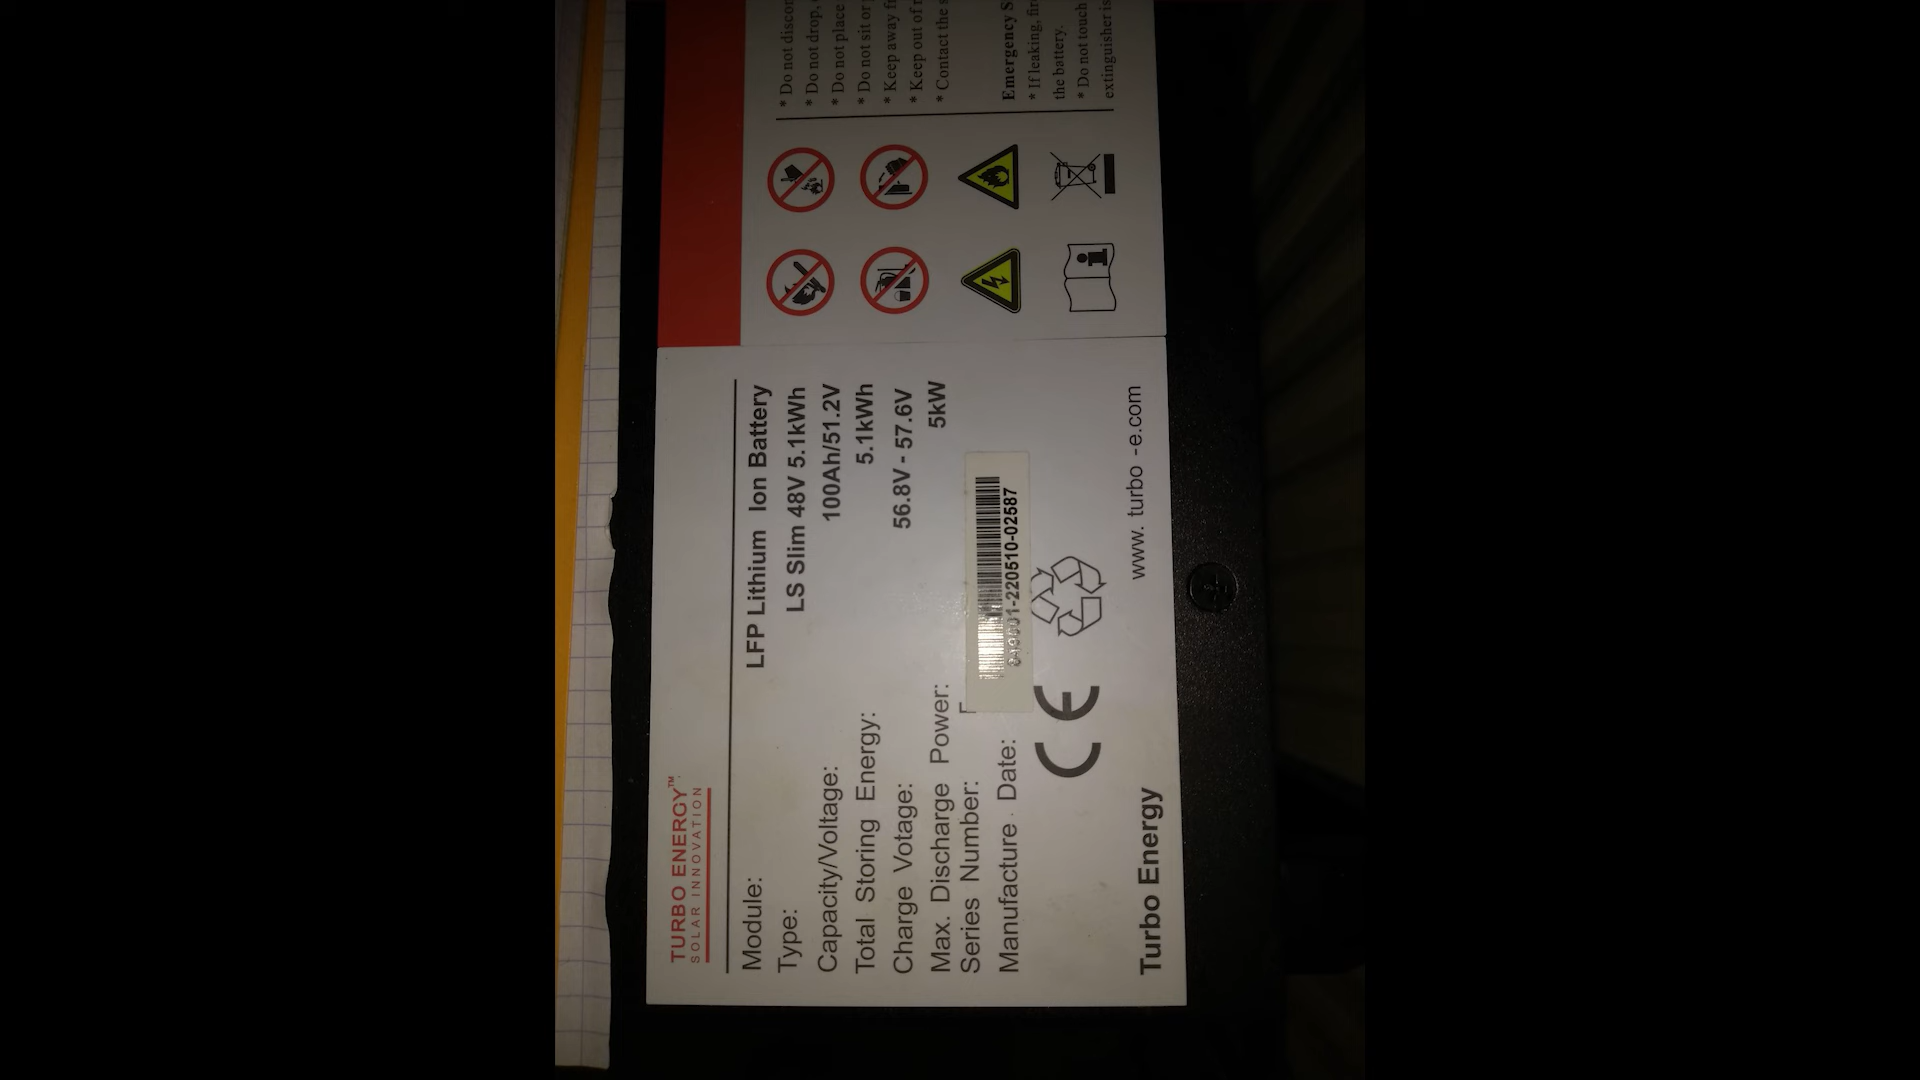 TURBO ENERGY™
SOLAR INNOVATION
Module: LFP Lithium Ion Battery
Type: LS Slim 48V 5.1kWh
Capacity/Voltage: 100Ah/51.2V
Total Storing Energy: 5.1kWh
Charge Votage: 56.8V - 57.6V
Max. Discharge Power: 5kW
Series Number:
Manufacture Date:
-220510-02587
CE
Turbo Energy www. turbo -e.com
* Do not
* Do not drop,
* Do not place
* Do not sit or
* Keep away
* Keep out of
* Contact the
Emergency
* If leaking,
the battery.
* Do not touch
extinguisher is